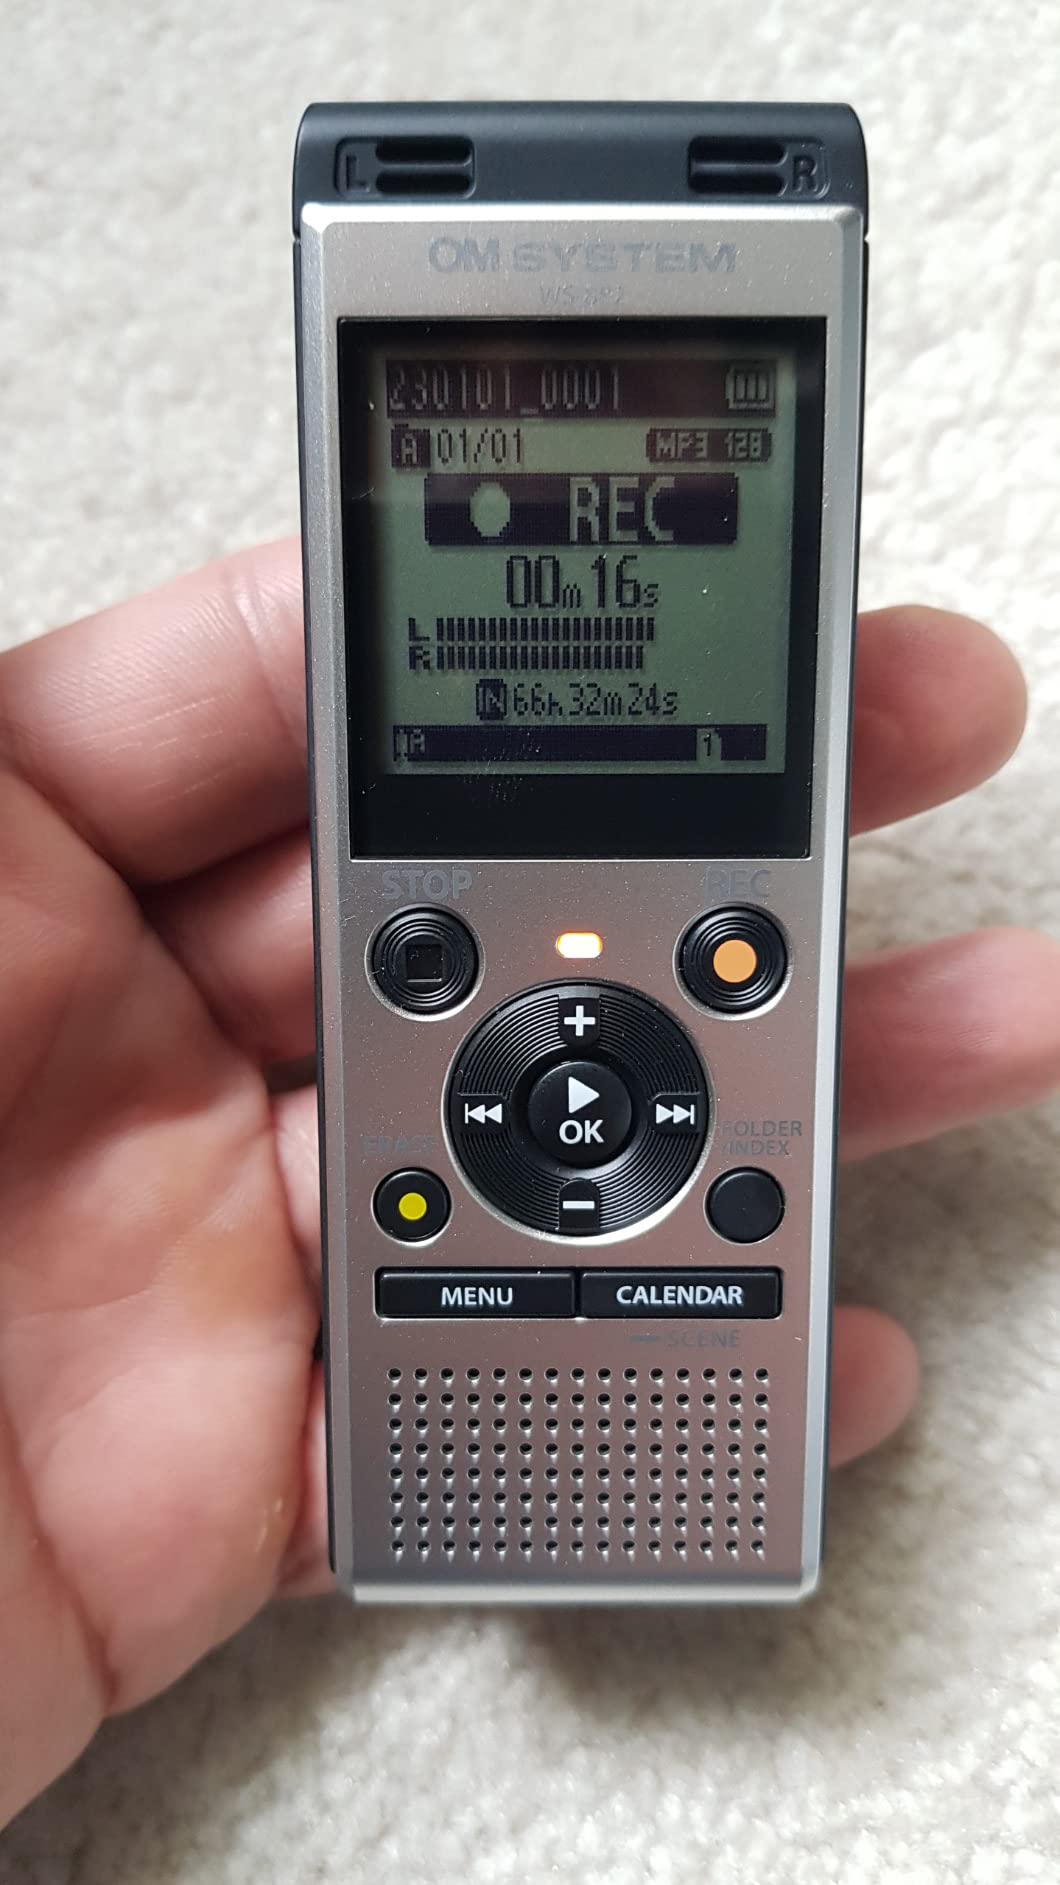 L R
OM SYSTEM
230101_0001
A 01/01 MP3 128
REC
00m16s
L
R
N 66h32m24s
1
STOP REC
+
OK
FOLDER
/INDEX
ERASE
−
MENU CALENDAR
SCENE